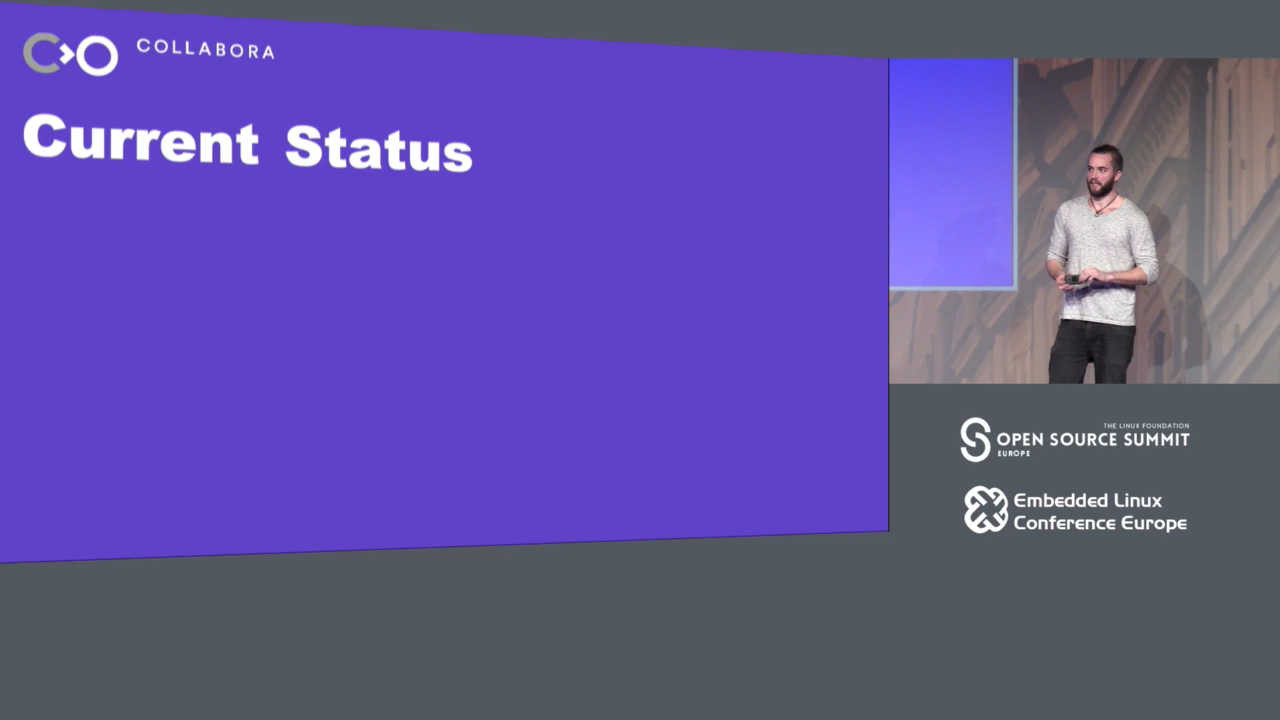 COLLABORA
Current Status
THE LINUX FOUNDATION
OPEN SOURCE SUMMIT
EUROPE
Embedded Linux
Conference Europe